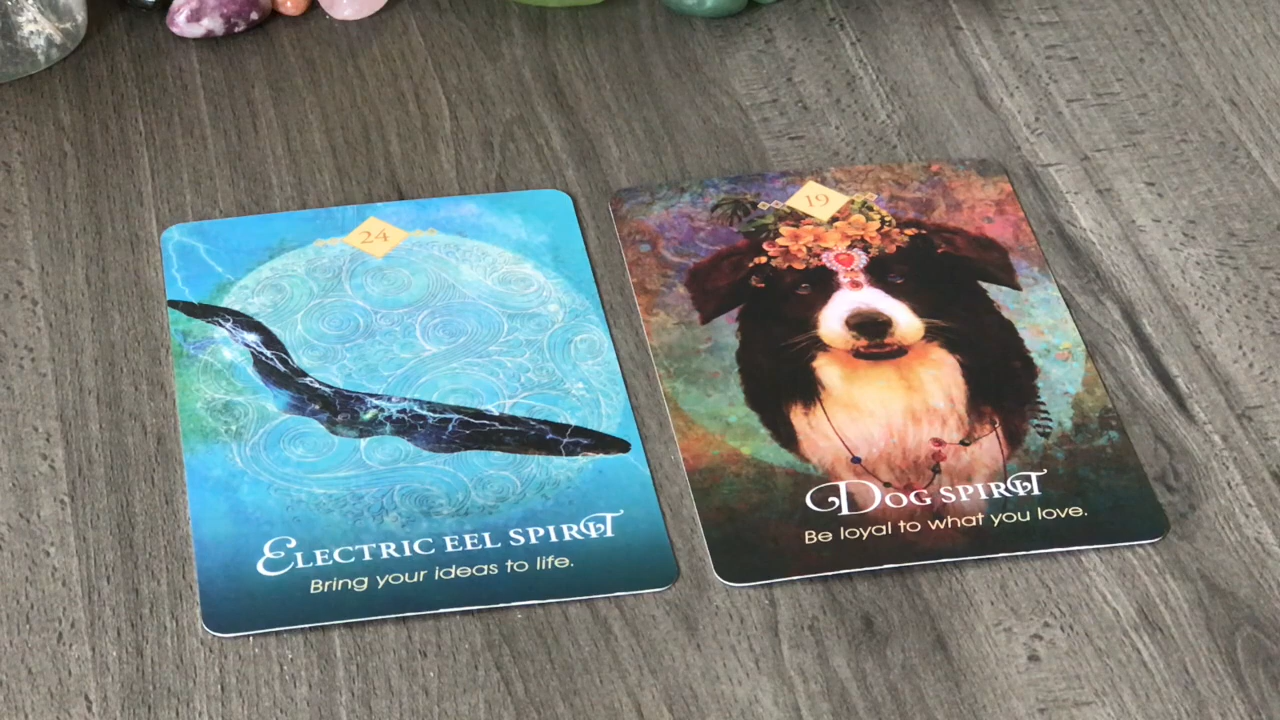 24
ELECTRIC EEL SPIRIT
Bring your ideas to life.
19
DOG SPIRIT
Be loyal to what you love.